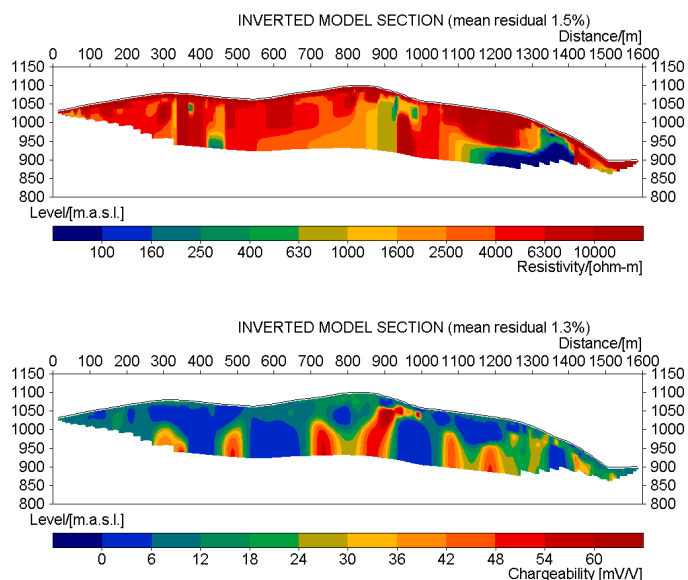 INVERTED MODEL SECTION (mean residual 1.5%)
Distance/[m]
0 100 200 300 400 500 600 700 800 900 1000 1100 1200 1300 1400 1500 1600
1150 1150
1100 1100
1050 1050
1000 1000
950 950
900 900
850 850
800 800
Level/[m.a.s.l.]
100 160 250 400 630 1000 1600 2500 4000 6300 10000
Resistivity/[ohm-m]
INVERTED MODEL SECTION (mean residual 1.3%)
Distance/[m]
0 100 200 300 400 500 600 700 800 900 1000 1100 1200 1300 1400 1500 1600
1150 1150
1100 1100
1050 1050
1000 1000
950 950
900 900
850 850
800 800
Level/[m.a.s.l.]
0 6 12 18 24 30 36 42 48 54 60
Chargeability [mV/V]